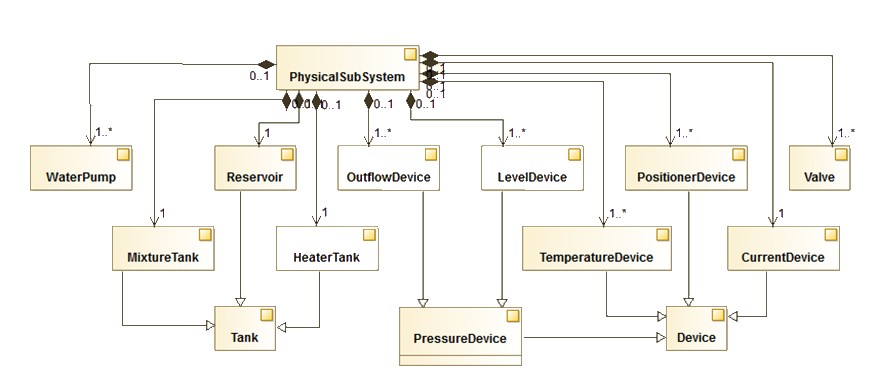 PhysicalSubSystem
0..1
0..1
0..1
0..1
0..1
0..1
1..*
1
1
1..*
1..*
1..*
1..*
WaterPump
Reservoir
OutflowDevice
LevelDevice
PositionerDevice
Valve
1
1
1..*
1
MixtureTank
HeaterTank
TemperatureDevice
CurrentDevice
Tank
PressureDevice
Device